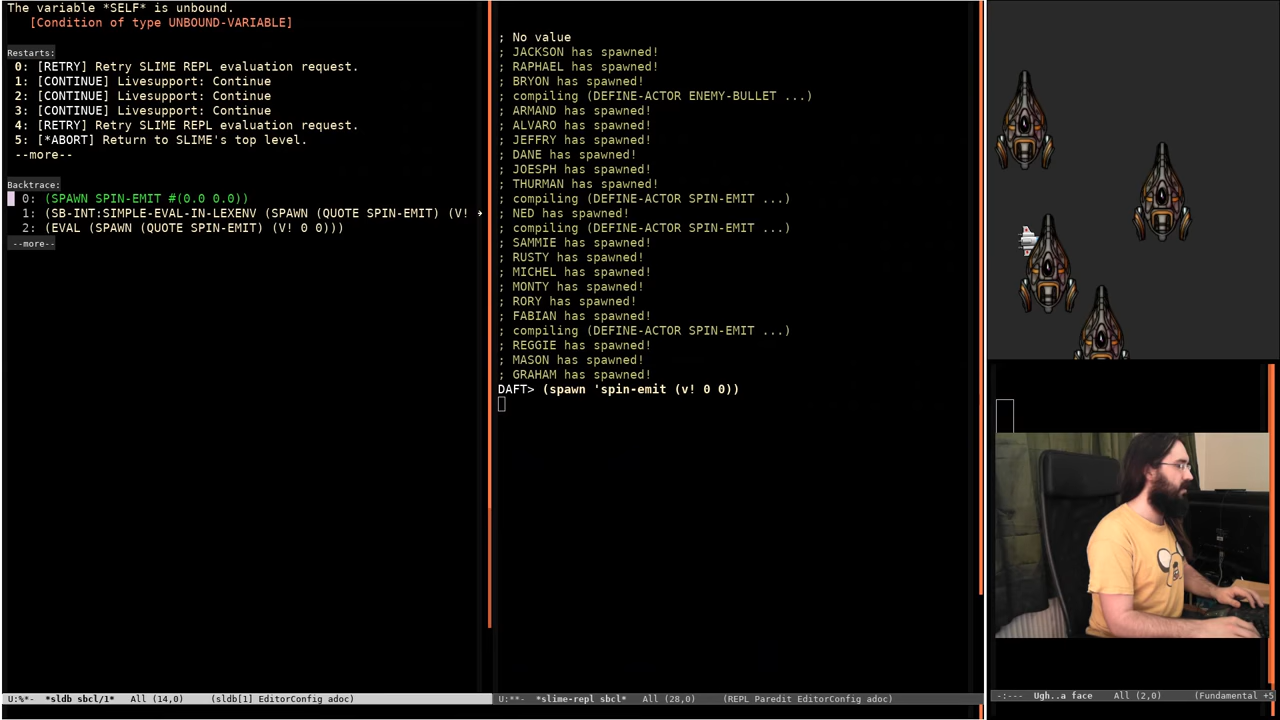 The variable *SELF* is unbound.
[Condition of type UNBOUND-VARIABLE]
Restarts:
0: [RETRY] Retry SLIME REPL evaluation request.
1: [CONTINUE] Livesupport: Continue
2: [CONTINUE] Livesupport: Continue
3: [CONTINUE] Livesupport: Continue
4: [RETRY] Retry SLIME REPL evaluation request.
5: [*ABORT] Return to SLIME's top level.
--more--
Backtrace:
0: (SPAWN SPIN-EMIT #(0.0 0.0))
1: (SB-INT:SIMPLE-EVAL-IN-LEXENV (SPAWN (QUOTE SPIN-EMIT) (V!
2: (EVAL (SPAWN (QUOTE SPIN-EMIT) (V! 0 0)))
--more--
U:%*- *sldb sbcl/1* All (14,0) (sldb[1] EditorConfig adoc)
; No value
; JACKSON has spawned!
; RAPHAEL has spawned!
; BRYON has spawned!
; compiling (DEFINE-ACTOR ENEMY-BULLET ...)
; ARMAND has spawned!
; ALVARO has spawned!
; JEFFRY has spawned!
; DANE has spawned!
; JOESPH has spawned!
; THURMAN has spawned!
; compiling (DEFINE-ACTOR SPIN-EMIT ...)
; NED has spawned!
; compiling (DEFINE-ACTOR SPIN-EMIT ...)
; SAMMIE has spawned!
; RUSTY has spawned!
; MICHEL has spawned!
; MONTY has spawned!
; RORY has spawned!
; FABIAN has spawned!
; compiling (DEFINE-ACTOR SPIN-EMIT ...)
; REGGIE has spawned!
; MASON has spawned!
; GRAHAM has spawned!
DAFT> (spawn 'spin-emit (v! 0 0))
U:**- *slime-repl sbcl* All (28,0) (REPL Paredit EditorConfig adoc)
-:--- Ugh..a face All (2,0) (Fundamental +5